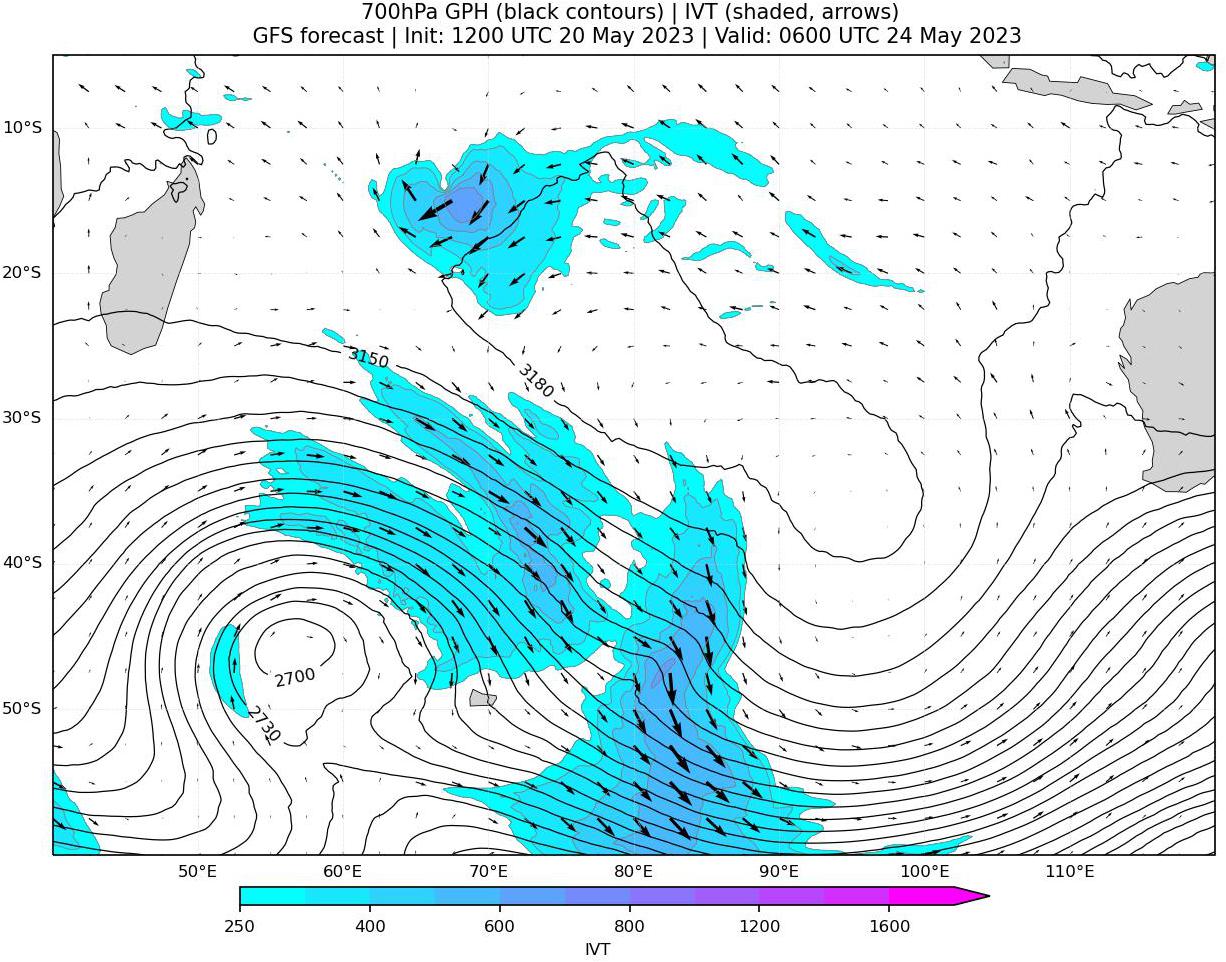 700hPa GPH (black contours) | IVT (shaded, arrows)
GFS forecast | Init: 1200 UTC 20 May 2023 | Valid: 0600 UTC 24 May 2023
10°S
20°S
3150
3180
30°S
40°S
2700
2730
50°S
50°E 60°E 70°E 80°E 90°E 100°E 110°E
250 400 600 800 1200 1600
IVT